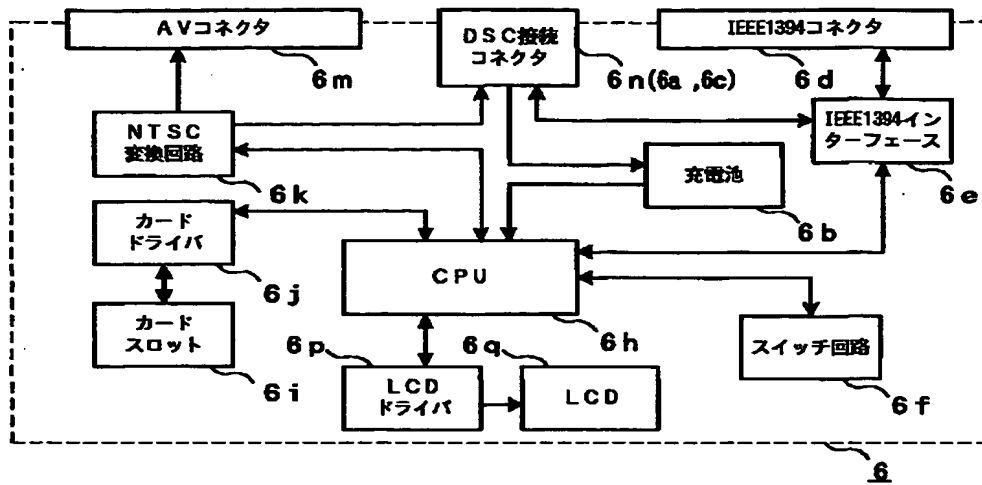 AVコネクタ
6m
DSC接続
コネクタ
6n(6a,6c)
IEEE1394コネクタ
6d
NTSC
変換回路
6k
IEEE1394イン
ターフェース
6e
充電池
6b
カード
ドライバ
6j
CPU
6h
カード
スロット
6i
スイッチ回路
6f
6p
LCD
ドライバ
6q
LCD
6